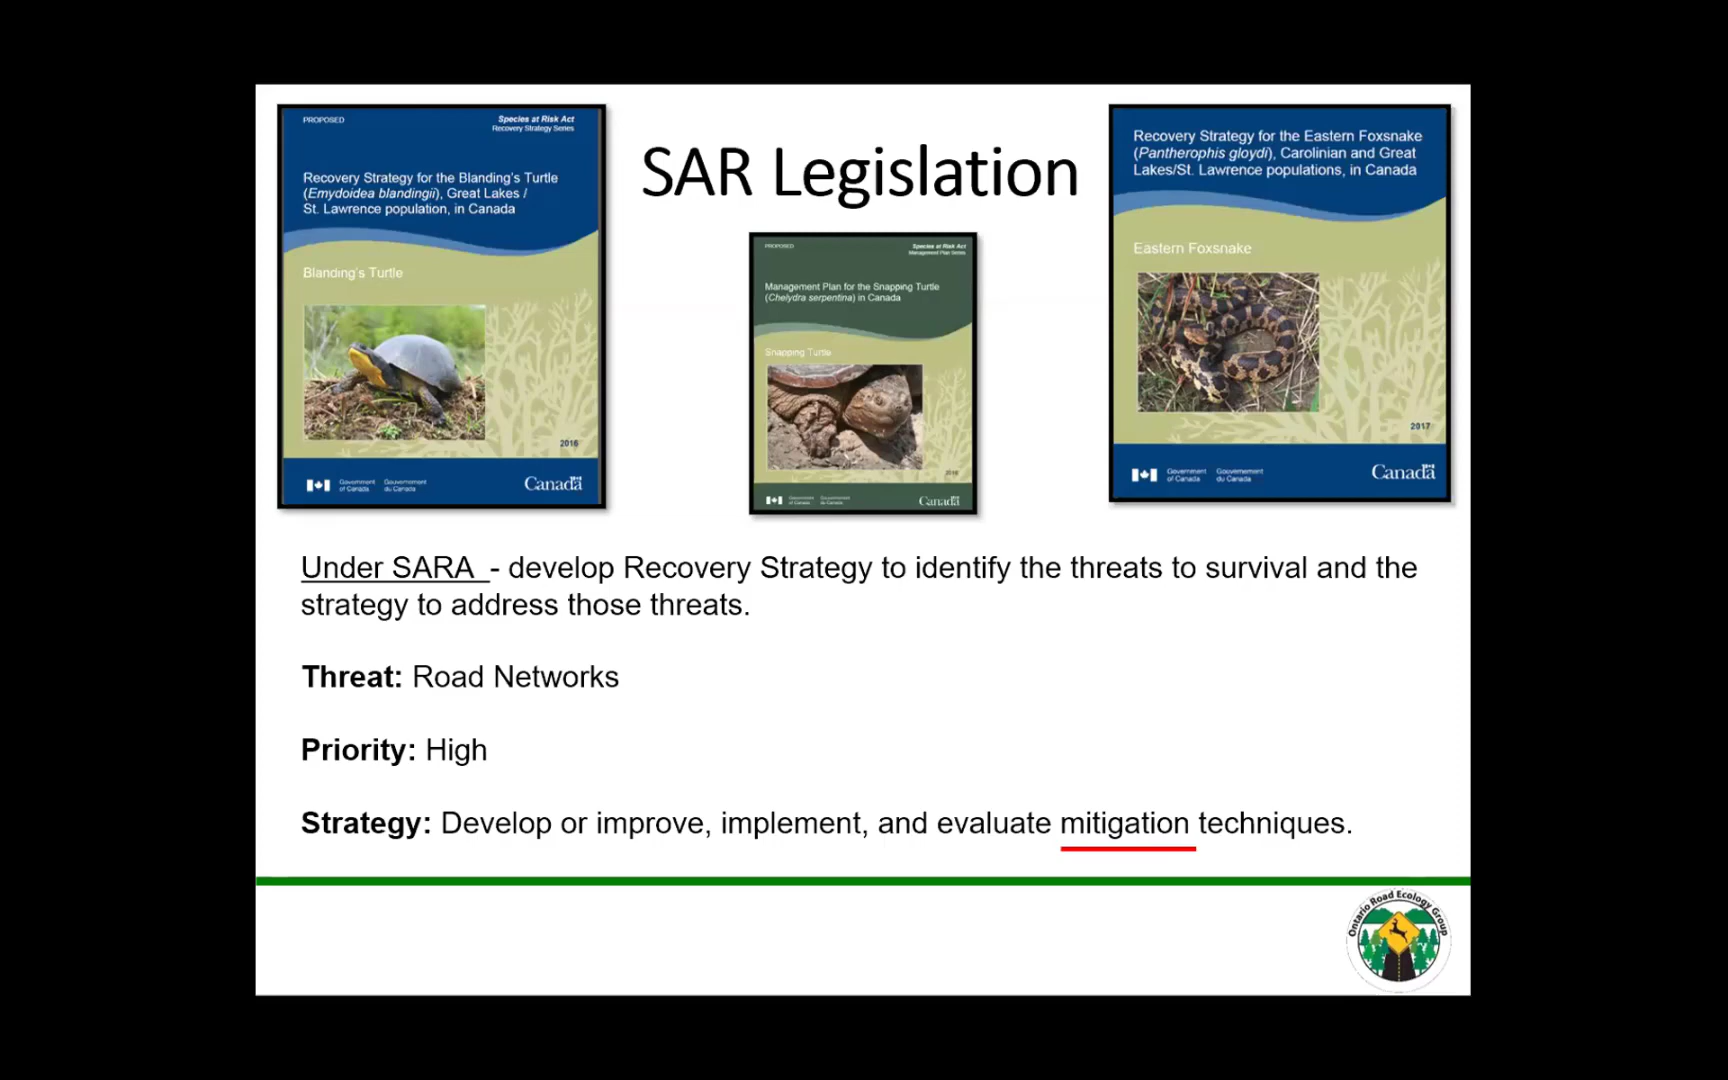 PROPOSED
Species at Risk Act
Recovery Strategy Series
Recovery Strategy for the Blanding's Turtle
(Emydoidea blandingii), Great Lakes /
St. Lawrence population, in Canada
Blanding's Turtle
2016
Government
of Canada
Gouvernement
du Canada
Canada
SAR Legislation
PROPOSED
Species at Risk Act
Management Plan Series
Management Plan for the Snapping Turtle
(Chelydra serpentina) in Canada
Snapping Turtle
2016
Government
of Canada
Gouvernement
du Canada
Canada
Recovery Strategy for the Eastern Foxsnake
(Pantherophis gloydi), Carolinian and Great
Lakes/St. Lawrence populations, in Canada
Eastern Foxsnake
2017
Government
of Canada
Gouvernement
du Canada
Canada
Under SARA - develop Recovery Strategy to identify the threats to survival and the
strategy to address those threats.
Threat: Road Networks
Priority: High
Strategy: Develop or improve, implement, and evaluate mitigation techniques.
Ontario Road Ecology Group